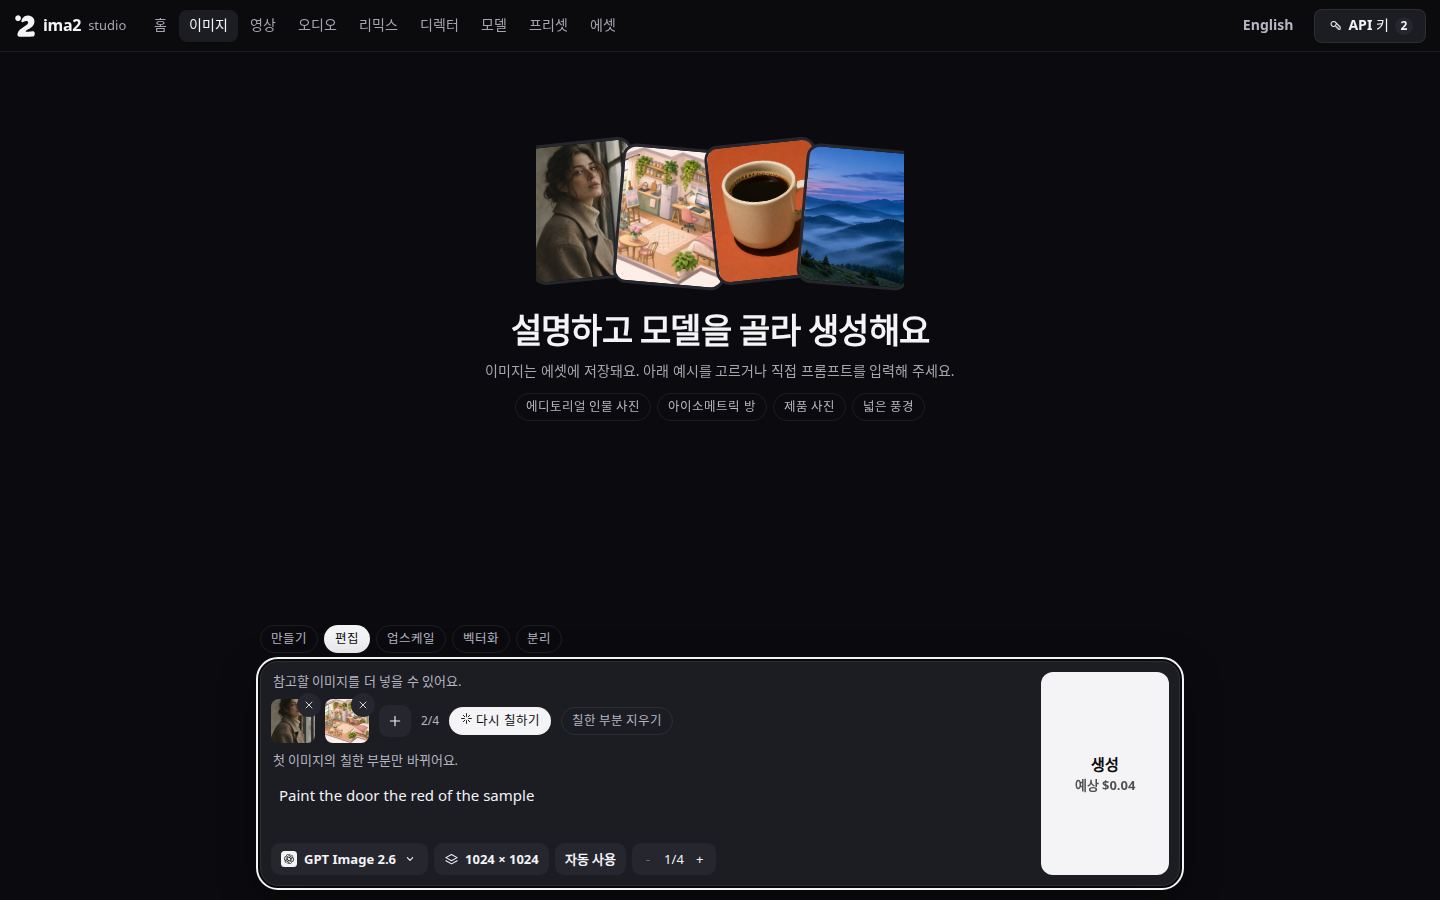 ima2 studio 홈 이미지 영상 오디오 리믹스 디렉터 모델 프리셋 에셋 English API 키 2
설명하고 모델을 골라 생성해요
이미지는 에셋에 저장돼요. 아래 예시를 고르거나 직접 프롬프트를 입력해 주세요.
에디토리얼 인물 사진 아이소메트릭 방 제품 사진 넓은 풍경
만들기 편집 업스케일 벡터화 분리
참고할 이미지를 더 넣을 수 있어요.
2/4 다시 칠하기 칠한 부분 지우기
첫 이미지의 칠한 부분만 바뀌어요.
Paint the door the red of the sample
생성
예상 $0.04
GPT Image 2.6 1024 × 1024 자동 사용 - 1/4 +